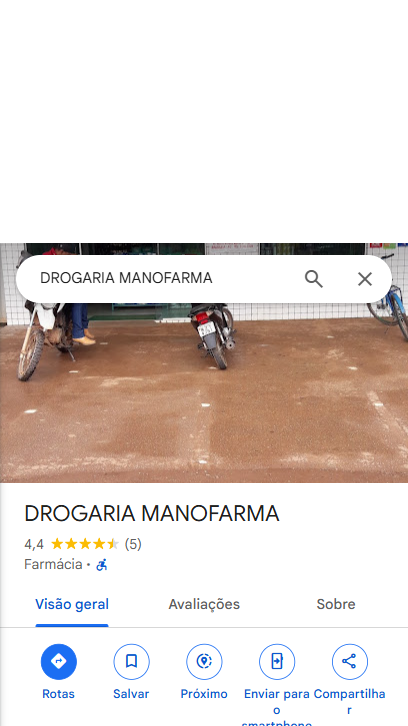 DROGARIA MANOFARMA
DROGARIA MANOFARMA
4,4 (5)
Farmácia ·
Visão geral Avaliações Sobre
Rotas Salvar Próximo Enviar para o smartphone Compartilhar